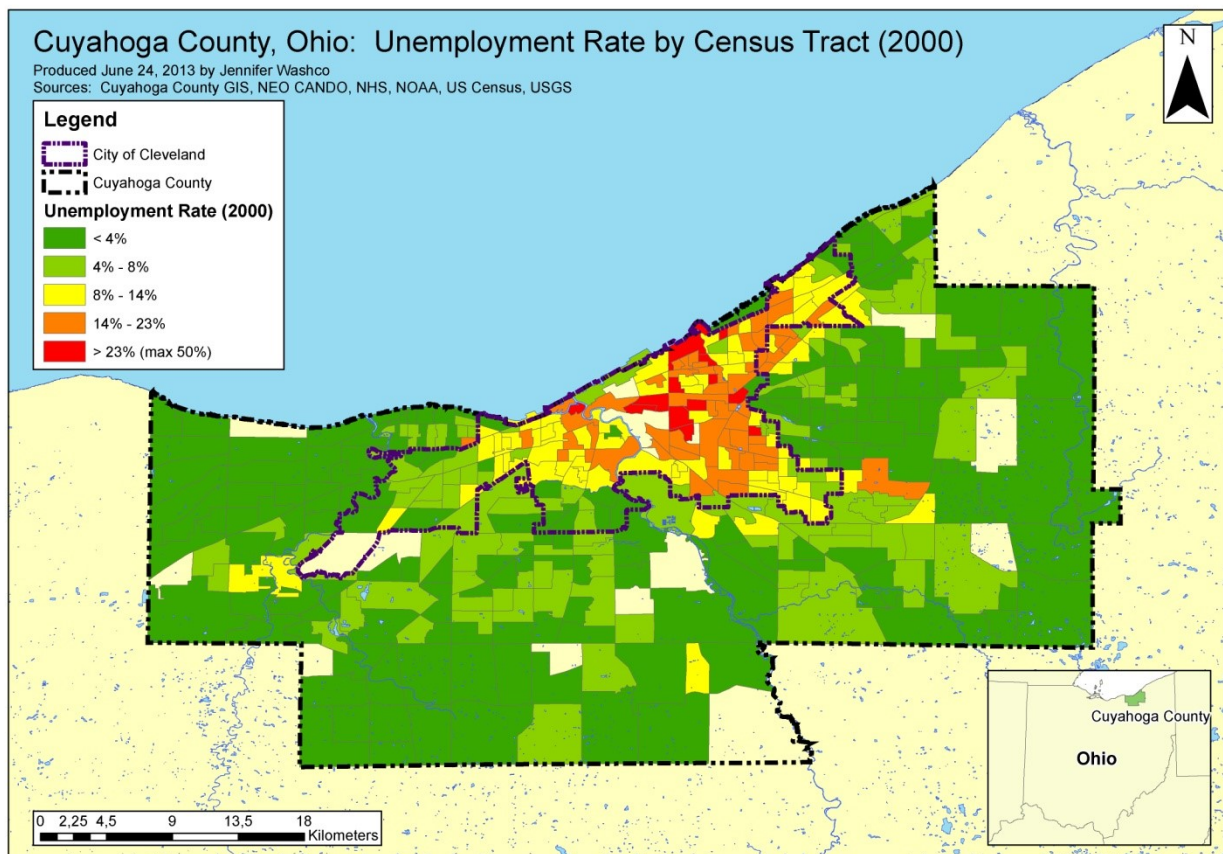 Cuyahoga County, Ohio: Unemployment Rate by Census Tract (2000)
Produced June 24, 2013 by Jennifer Washco
Sources: Cuyahoga County GIS, NEO CANDO, NHS, NOAA, US Census, USGS
N
Legend
City of Cleveland
Cuyahoga County
Unemployment Rate (2000)
< 4%
4% - 8%
8% - 14%
14% - 23%
> 23% (max 50%)
Cuyahoga County
Ohio
0 2,25 4,5 9 13,5 18
Kilometers